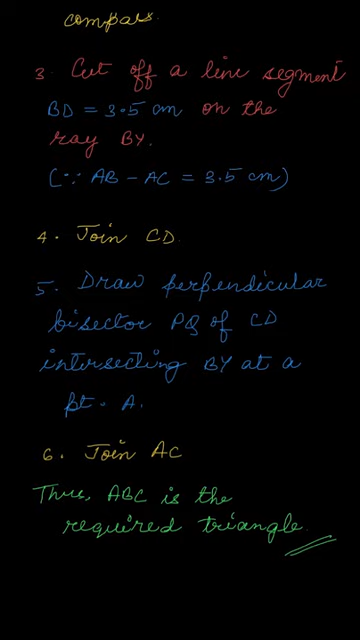 compass.
3. Cut off a line segment
BD = 3.5 cm on the
ray BY.
(∵ AB - AC = 3.5 cm)
4. Join CD.
5. Draw perpendicular
bisector PQ of CD
intersecting BY at a
pt. A.
6. Join AC
Thus, ABC is the
required triangle.